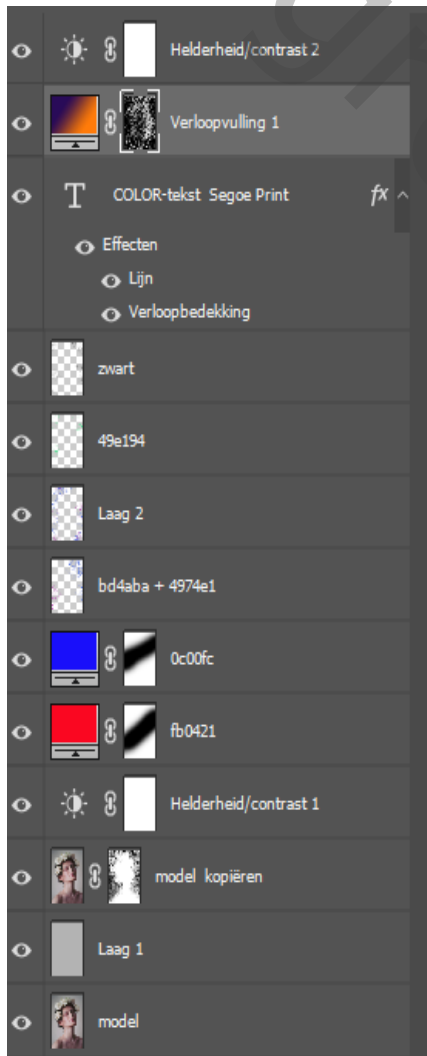 Helderheid/contrast 2
Verloopvulling 1
T COLOR-tekst Segoe Print fx
Effecten
Lijn
Verloopbedekking
zwart
49e194
Laag 2
bd4aba + 4974e1
0c00fc
fb0421
Helderheid/contrast 1
model kopiëren
Laag 1
model